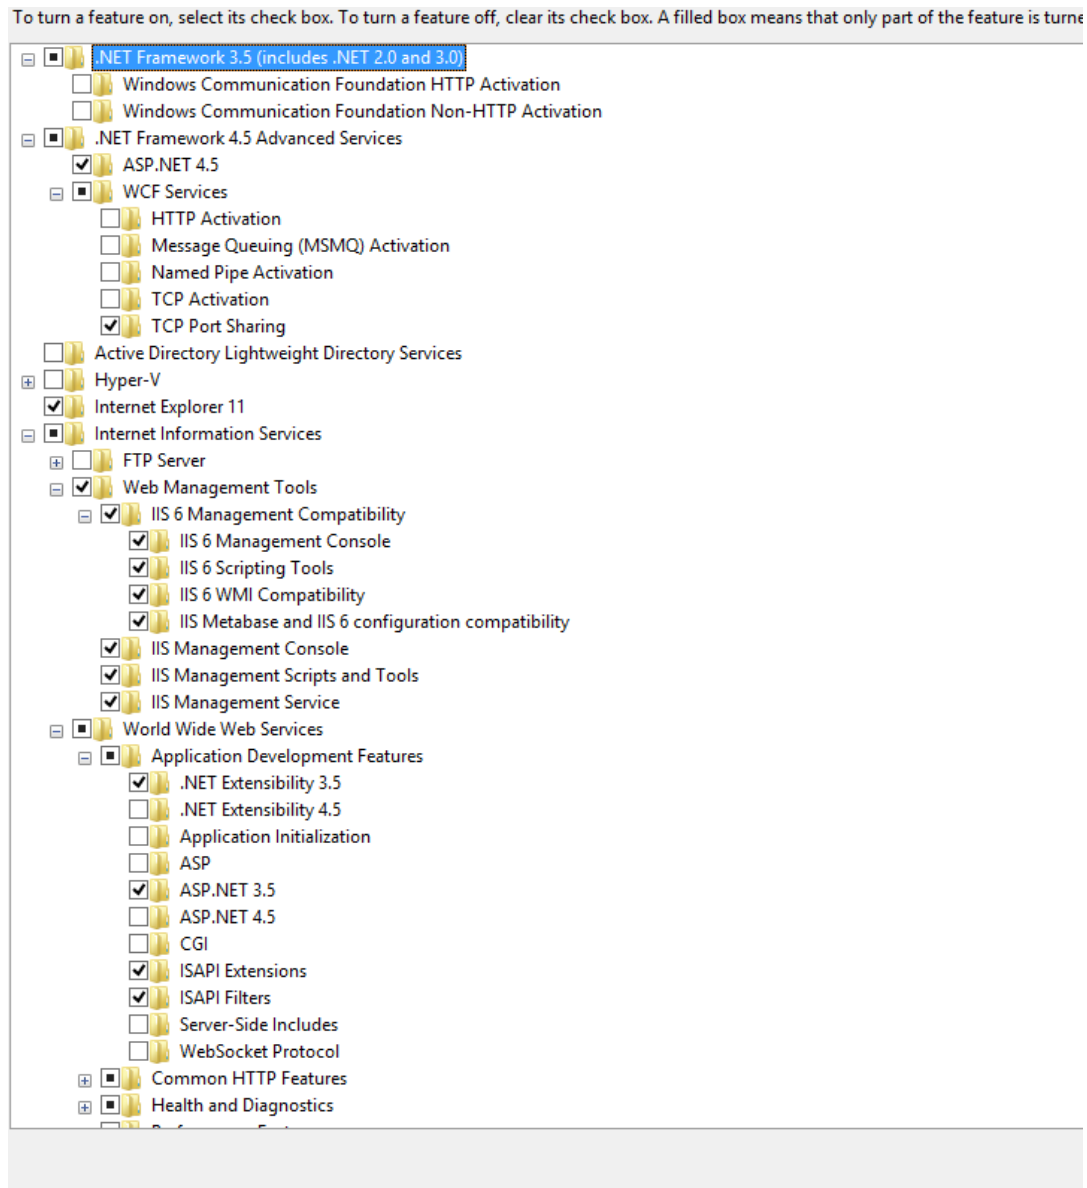 To turn a feature on, select its check box. To turn a feature off, clear its check box. A filled box means that only part of the feature is turne
.NET Framework 3.5 (includes .NET 2.0 and 3.0)
Windows Communication Foundation HTTP Activation
Windows Communication Foundation Non-HTTP Activation
.NET Framework 4.5 Advanced Services
ASP.NET 4.5
WCF Services
HTTP Activation
Message Queuing (MSMQ) Activation
Named Pipe Activation
TCP Activation
TCP Port Sharing
Active Directory Lightweight Directory Services
Hyper-V
Internet Explorer 11
Internet Information Services
FTP Server
Web Management Tools
IIS 6 Management Compatibility
IIS 6 Management Console
IIS 6 Scripting Tools
IIS 6 WMI Compatibility
IIS Metabase and IIS 6 configuration compatibility
IIS Management Console
IIS Management Scripts and Tools
IIS Management Service
World Wide Web Services
Application Development Features
.NET Extensibility 3.5
.NET Extensibility 4.5
Application Initialization
ASP
ASP.NET 3.5
ASP.NET 4.5
CGI
ISAPI Extensions
ISAPI Filters
Server-Side Includes
WebSocket Protocol
Common HTTP Features
Health and Diagnostics